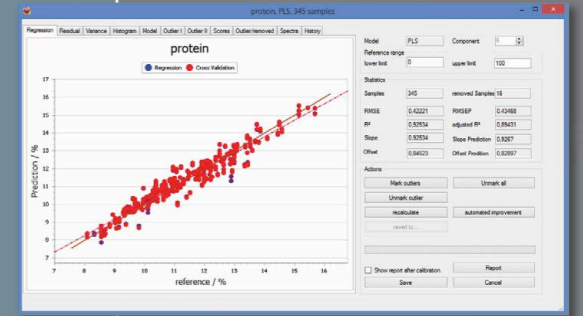 protein, PLS, 345 samples
Regression Residual Variance Histogram Model Outlier I Outlier II Scores Outlier/removed Spectra History
protein
Regression Cross Validation
17
16
15
14
13
12
11
10
9
8
7
Prediction / %
7 8 9 10 11 12 13 14 15 16
reference / %
Model PLS Component
Reference range
lower limit 0 upper limit 100
Statistics
Samples 345 removed Samples 16
RMSE 0,42221 RMSEP 0,43468
R² 0,92534 adjusted R² 0,89431
Slope 0,92534 Slope Prediction 0,9267
Offset 0,84523 Offset Predition 0,82897
Actions
Mark outliers Unmark all
Unmark outlier
recalculate automated improvement
revert to...
Show report after calibration Report
Save Cancel